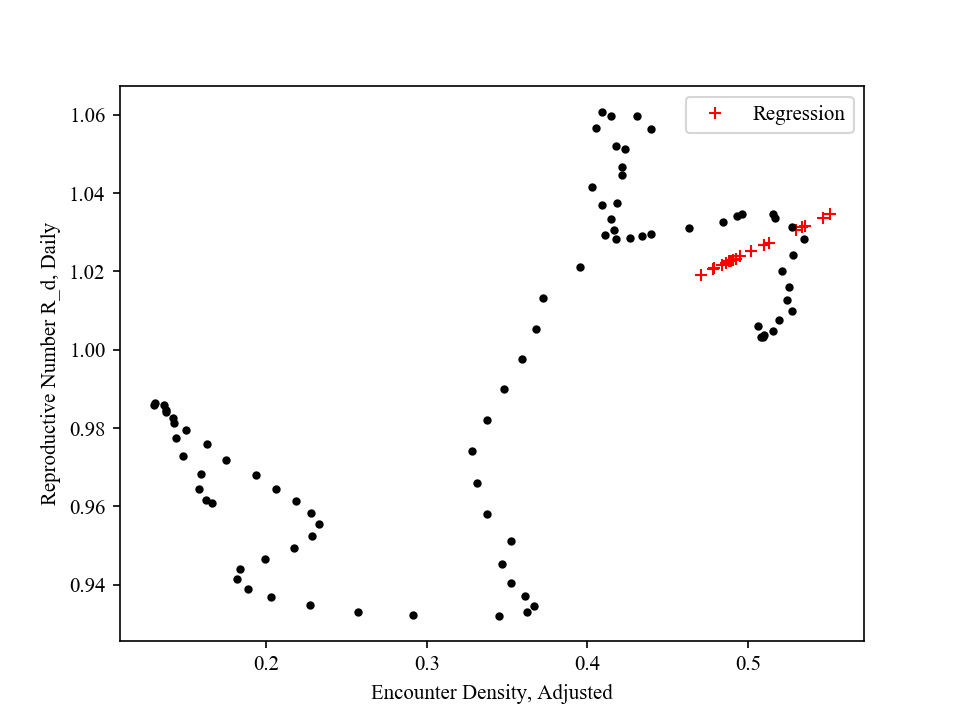 Regression
1.06
1.04
1.02
1.00
0.98
0.96
0.94
Reproductive Number R_d, Daily
0.2 0.3 0.4 0.5
Encounter Density, Adjusted